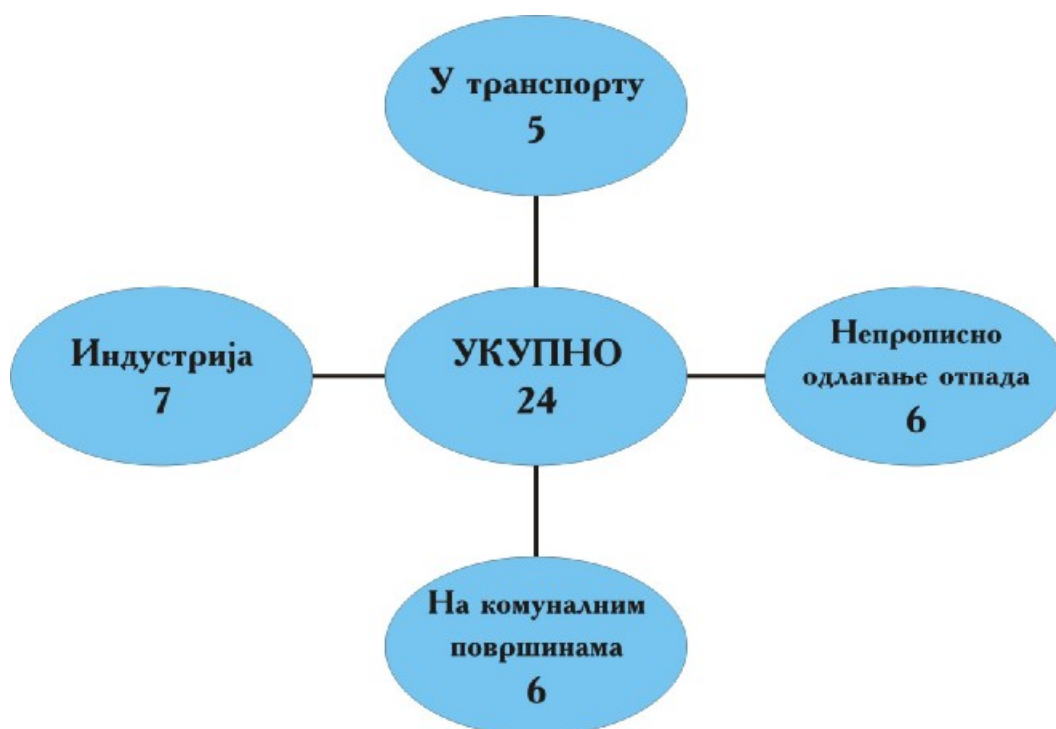 У транспорту
5
Индустрија
7
УКУПНО
24
Непрописно
одлагање отпада
6
На комуналним
површинама
6